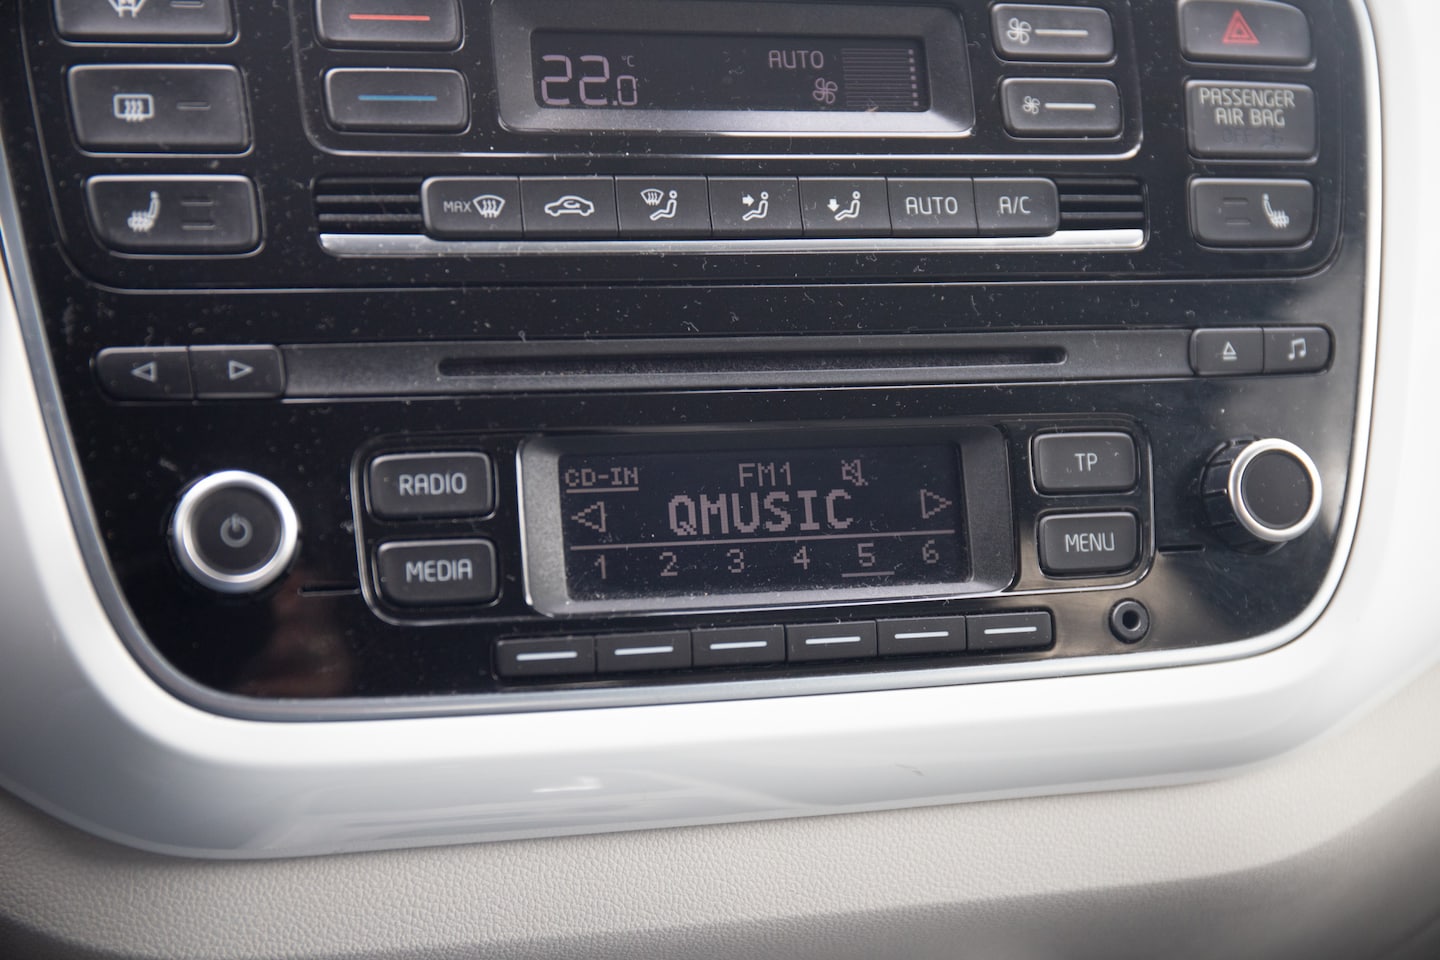 22.0 °C AUTO
PASSENGER
AIR BAG
OFF
MAX AUTO A/C
RADIO
MEDIA
CD-IN FM1
QMUSIC
1 2 3 4 5 6
TP
MENU